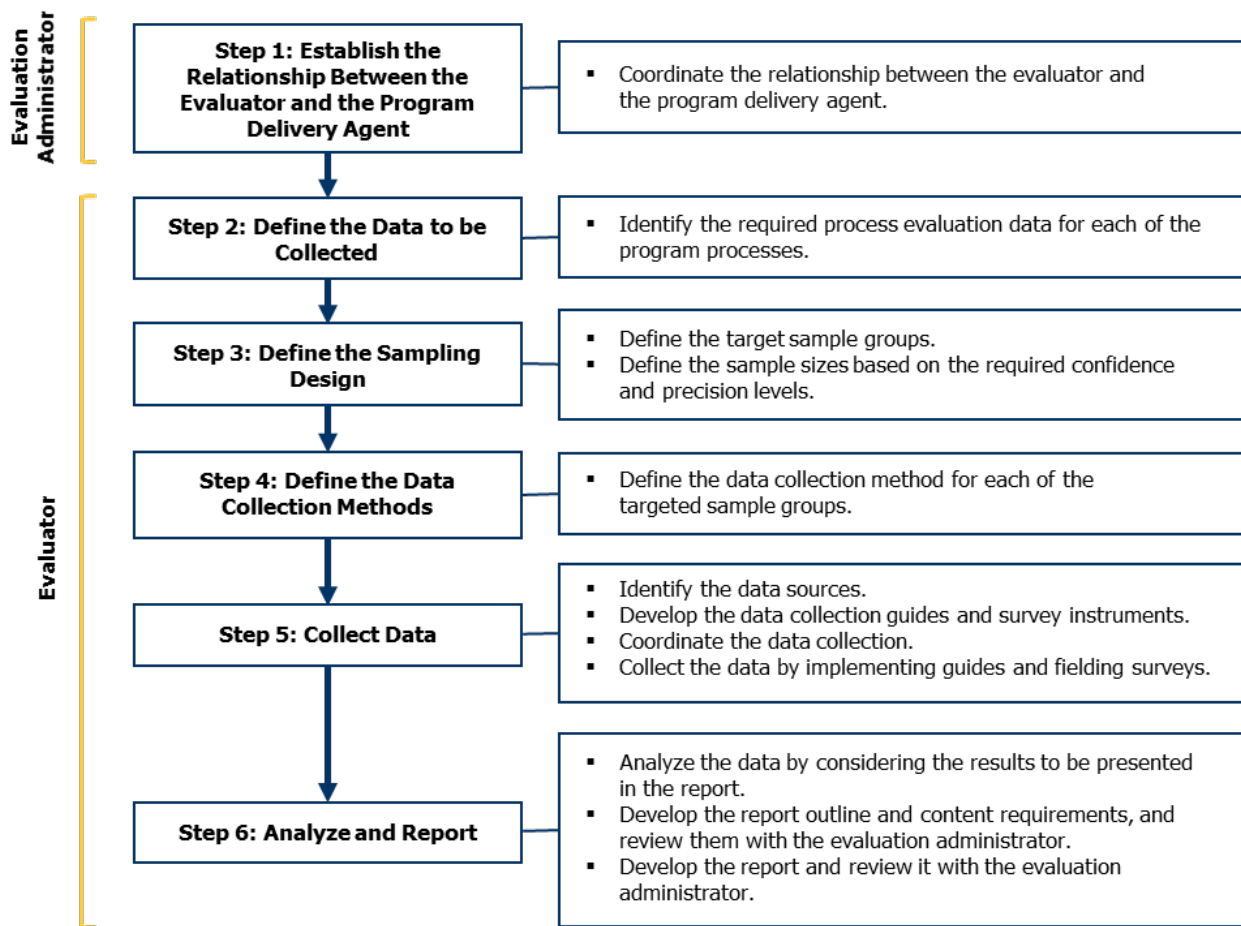 Evaluation
Administrator
Step 1: Establish the
Relationship Between the
Evaluator and the Program
Delivery Agent
▪ Coordinate the relationship between the evaluator and
the program delivery agent.
Evaluator
Step 2: Define the Data to be
Collected
▪ Identify the required process evaluation data for each of the
program processes.
Step 3: Define the Sampling
Design
▪ Define the target sample groups.
▪ Define the sample sizes based on the required confidence
and precision levels.
Step 4: Define the Data
Collection Methods
▪ Define the data collection method for each of the
targeted sample groups.
Step 5: Collect Data
▪ Identify the data sources.
▪ Develop the data collection guides and survey instruments.
▪ Coordinate the data collection.
▪ Collect the data by implementing guides and fielding surveys.
Step 6: Analyze and Report
▪ Analyze the data by considering the results to be presented
in the report.
▪ Develop the report outline and content requirements, and
review them with the evaluation administrator.
▪ Develop the report and review it with the evaluation
administrator.